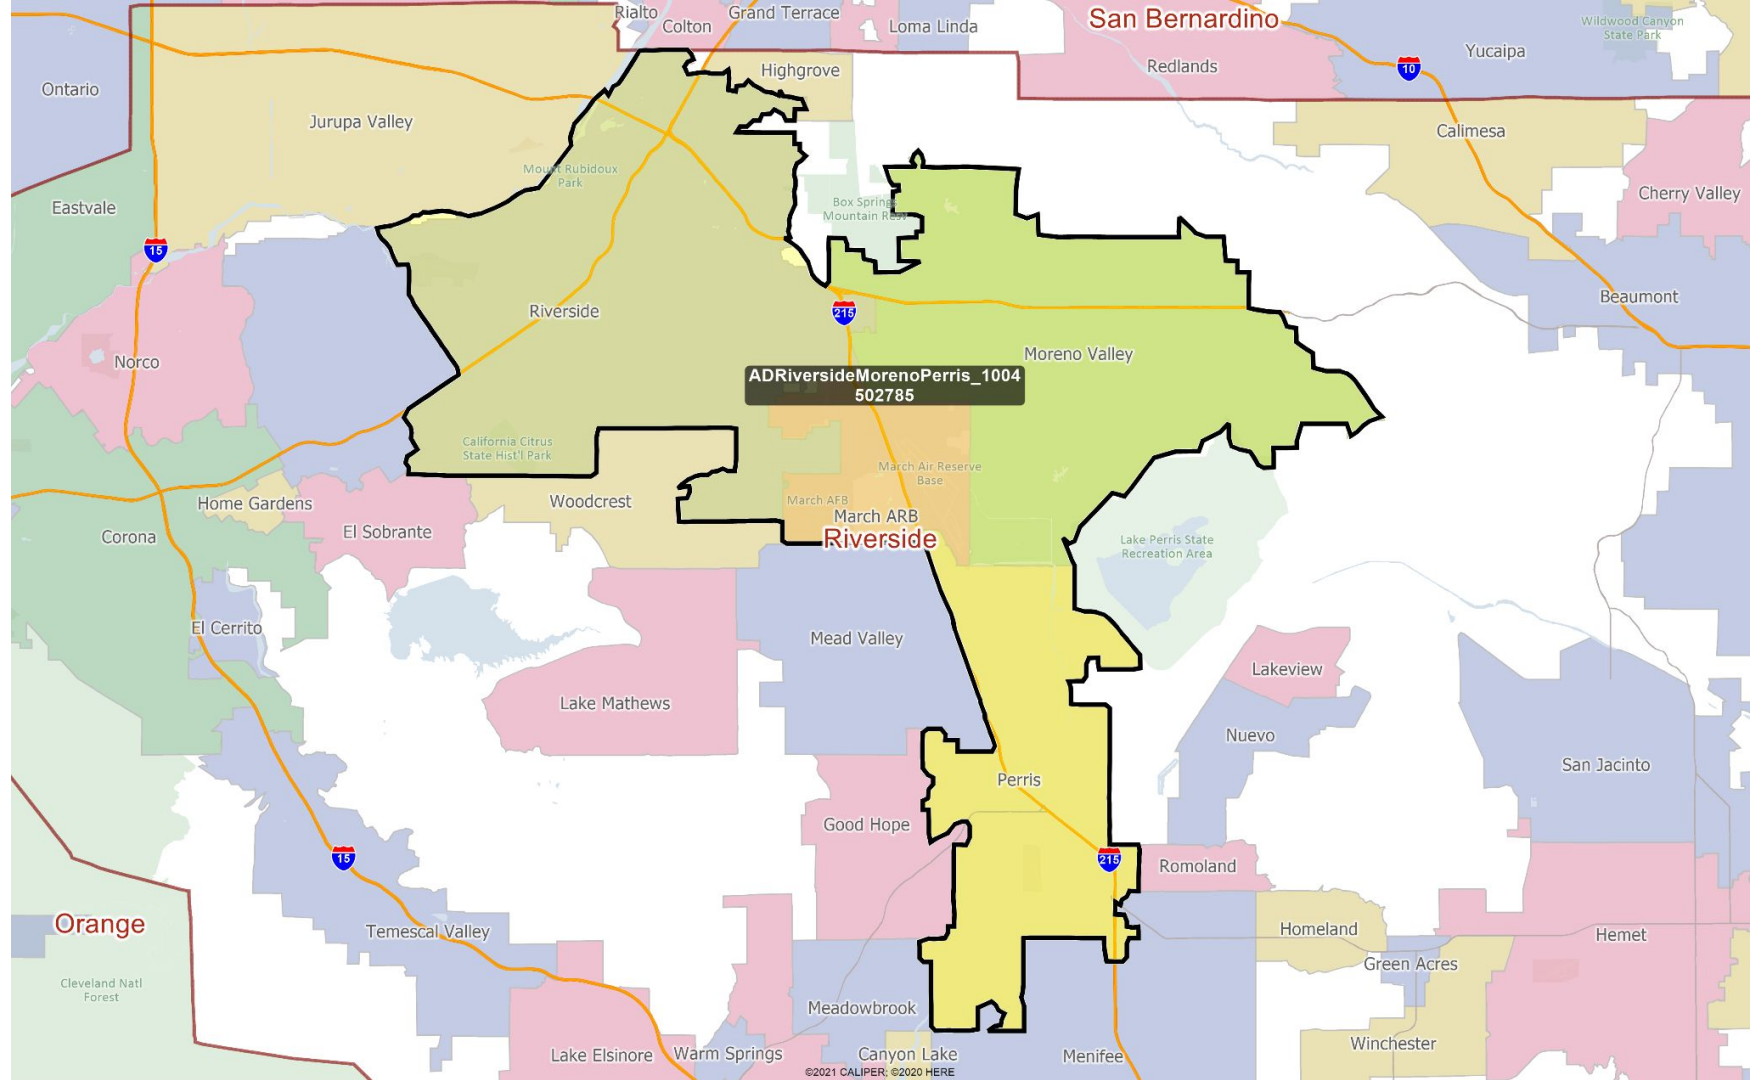 Rialto
Colton
Grand Terrace
Loma Linda
San Bernardino
Redlands
Yucaipa
Wildwood Canyon
State Park
Ontario
Highgrove
10
Jurupa Valley
Calimesa
Mount Rubidoux
Park
Eastvale
Box Springs
Mountain Res
Cherry Valley
15
Riverside
215
Beaumont
Norco
Moreno Valley
ADRiversideMorenoPerris_1004
502785
California Citrus
State Hist'l Park
March Air Reserve
Base
Home Gardens
Woodcrest
March AFB
March ARB
El Sobrante
Riverside
Corona
Lake Perris State
Recreation Area
El Cerrito
Mead Valley
Lakeview
Lake Mathews
Nuevo
San Jacinto
Perris
Good Hope
15
215
Romoland
Orange
Temescal Valley
Homeland
Hemet
Green Acres
Cleveland Natl
Forest
Meadowbrook
Winchester
Lake Elsinore
Warm Springs
Canyon Lake
Menifee
©2021 CALIPER; ©2020 HERE